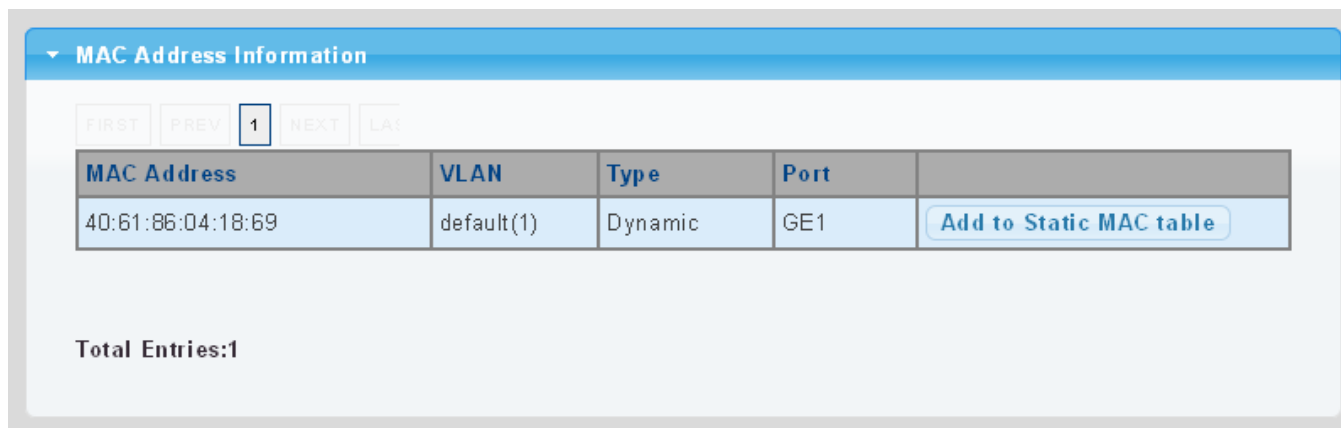 MAC Address Information
FIRST PREV 1 NEXT LAS
MAC Address VLAN Type Port
40:61:86:04:18:69 default(1) Dynamic GE1 Add to Static MAC table
Total Entries:1